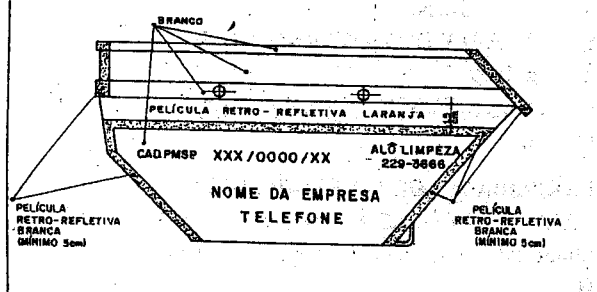 BRANCO
PELÍCULA RETRO-REFLETIVA LARANJA
CAD.PMSP XXX/0000/XX
ALÔ LIMPEZA
229-3666
NOME DA EMPRESA
TELEFONE
PELÍCULA
RETRO-REFLETIVA
BRANCA
(MÍNIMO 5cm)
PELÍCULA
RETRO-REFLETIVA
BRANCA
(MÍNIMO 5cm)